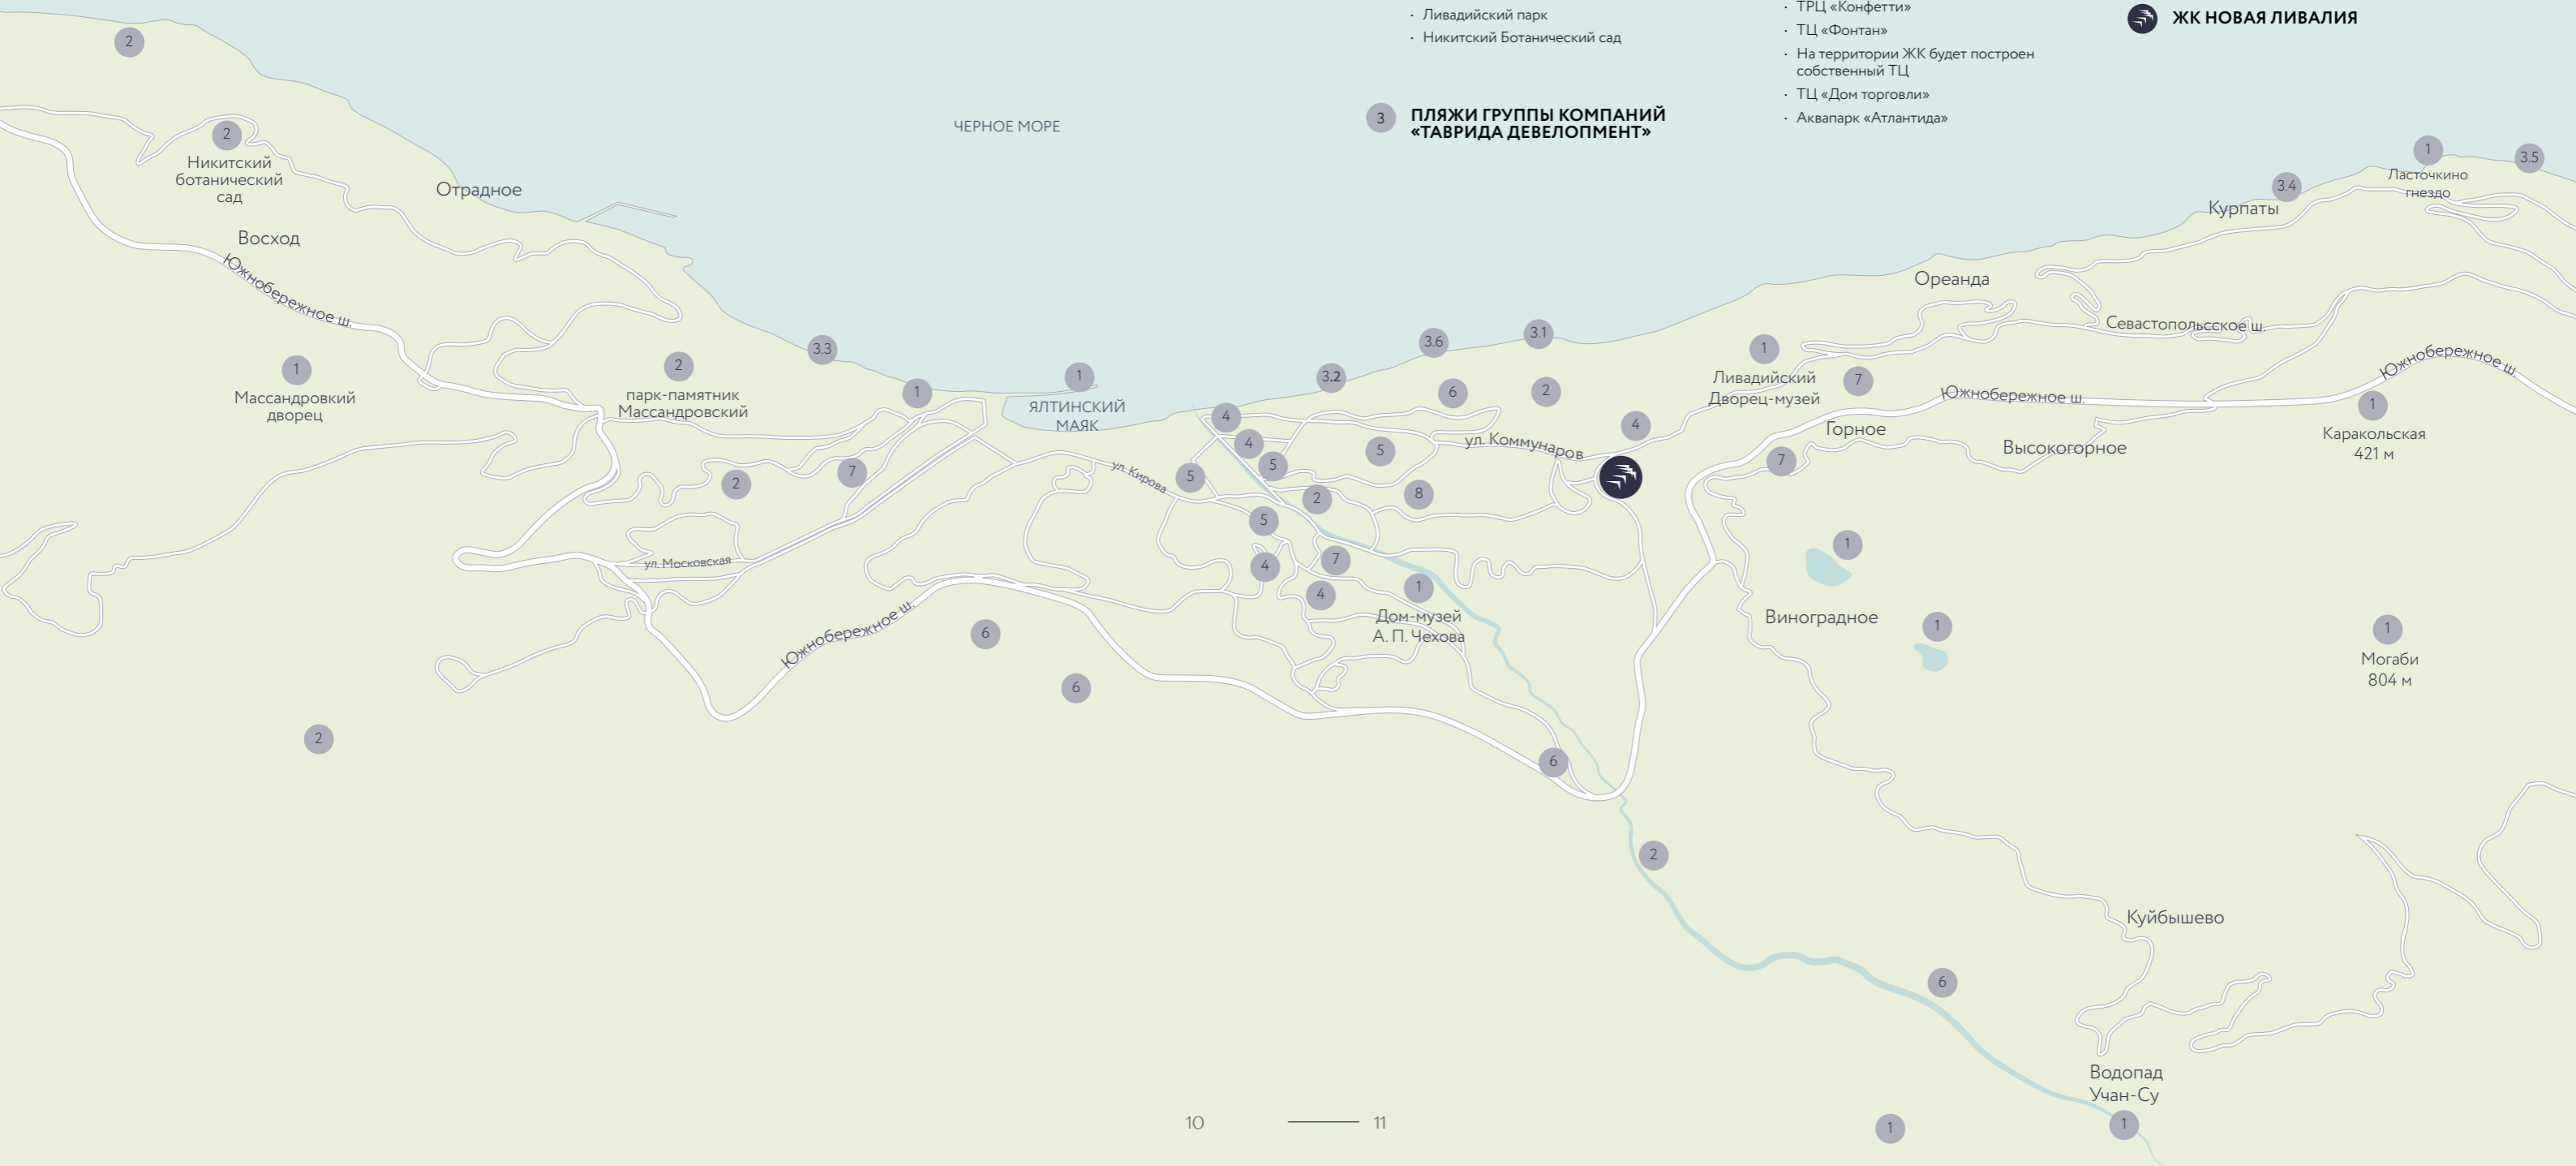 · Ливадийский парк
· Никитский Ботанический сад
3 ПЛЯЖИ ГРУППЫ КОМПАНИЙ
«ТАВРИДА ДЕВЕЛОПМЕНТ»
· ТРЦ «Конфетти»
· ТЦ «Фонтан»
· На территории ЖК будет построен
собственный ТЦ
· ТЦ «Дом торговли»
· Аквапарк «Атлантида»
ЖК НОВАЯ ЛИВАЛИЯ
ЧЕРНОЕ МОРЕ
2
2
Никитский
ботанический
сад
Отрадное
Восход
Южнобережное ш.
1
Массандровкий
дворец
2
парк-памятник
Массандровский
3.3
1
1
ЯЛТИНСКИЙ
МАЯК
3.2
3.6
3.1
1
Ливадийский
Дворец-музей
7
Ореанда
Курпаты
3.4
1
Ласточкино
гнездо
3.5
Севастопольсское ш.
Южнобережное ш.
Южнобережное ш.
1
Каракольская
421 м
Горное
Высокогорное
7
2
7
ул. Кирова
5
4
4
5
5
6
2
4
ул. Коммунаров
2
8
5
7
4
4
1
Дом-музей
А. П. Чехова
ул. Московская
Южнобережное ш.
6
6
2
6
2
1
1
Виноградное
1
Могаби
804 м
Куйбышево
6
Водопад
Учан-Су
1
1
10
11